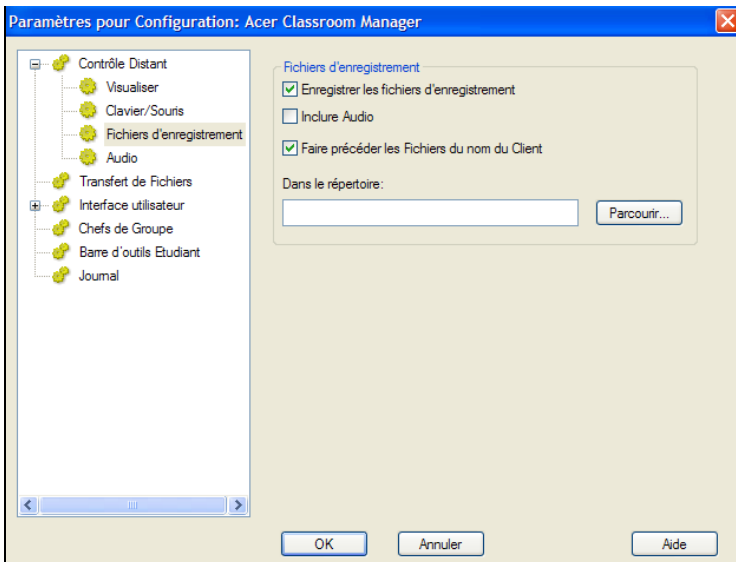 Paramètres pour Configuration: Acer Classroom Manager
Contrôle Distant
Visualiser
Clavier/Souris
Fichiers d'enregistrement
Audio
Transfert de Fichiers
Interface utilisateur
Chefs de Groupe
Barre d'outils Etudiant
Journal
Fichiers d'enregistrement
Enregistrer les fichiers d'enregistrement
Inclure Audio
Faire précéder les Fichiers du nom du Client
Dans le répertoire:
Parcourir...
OK
Annuler
Aide